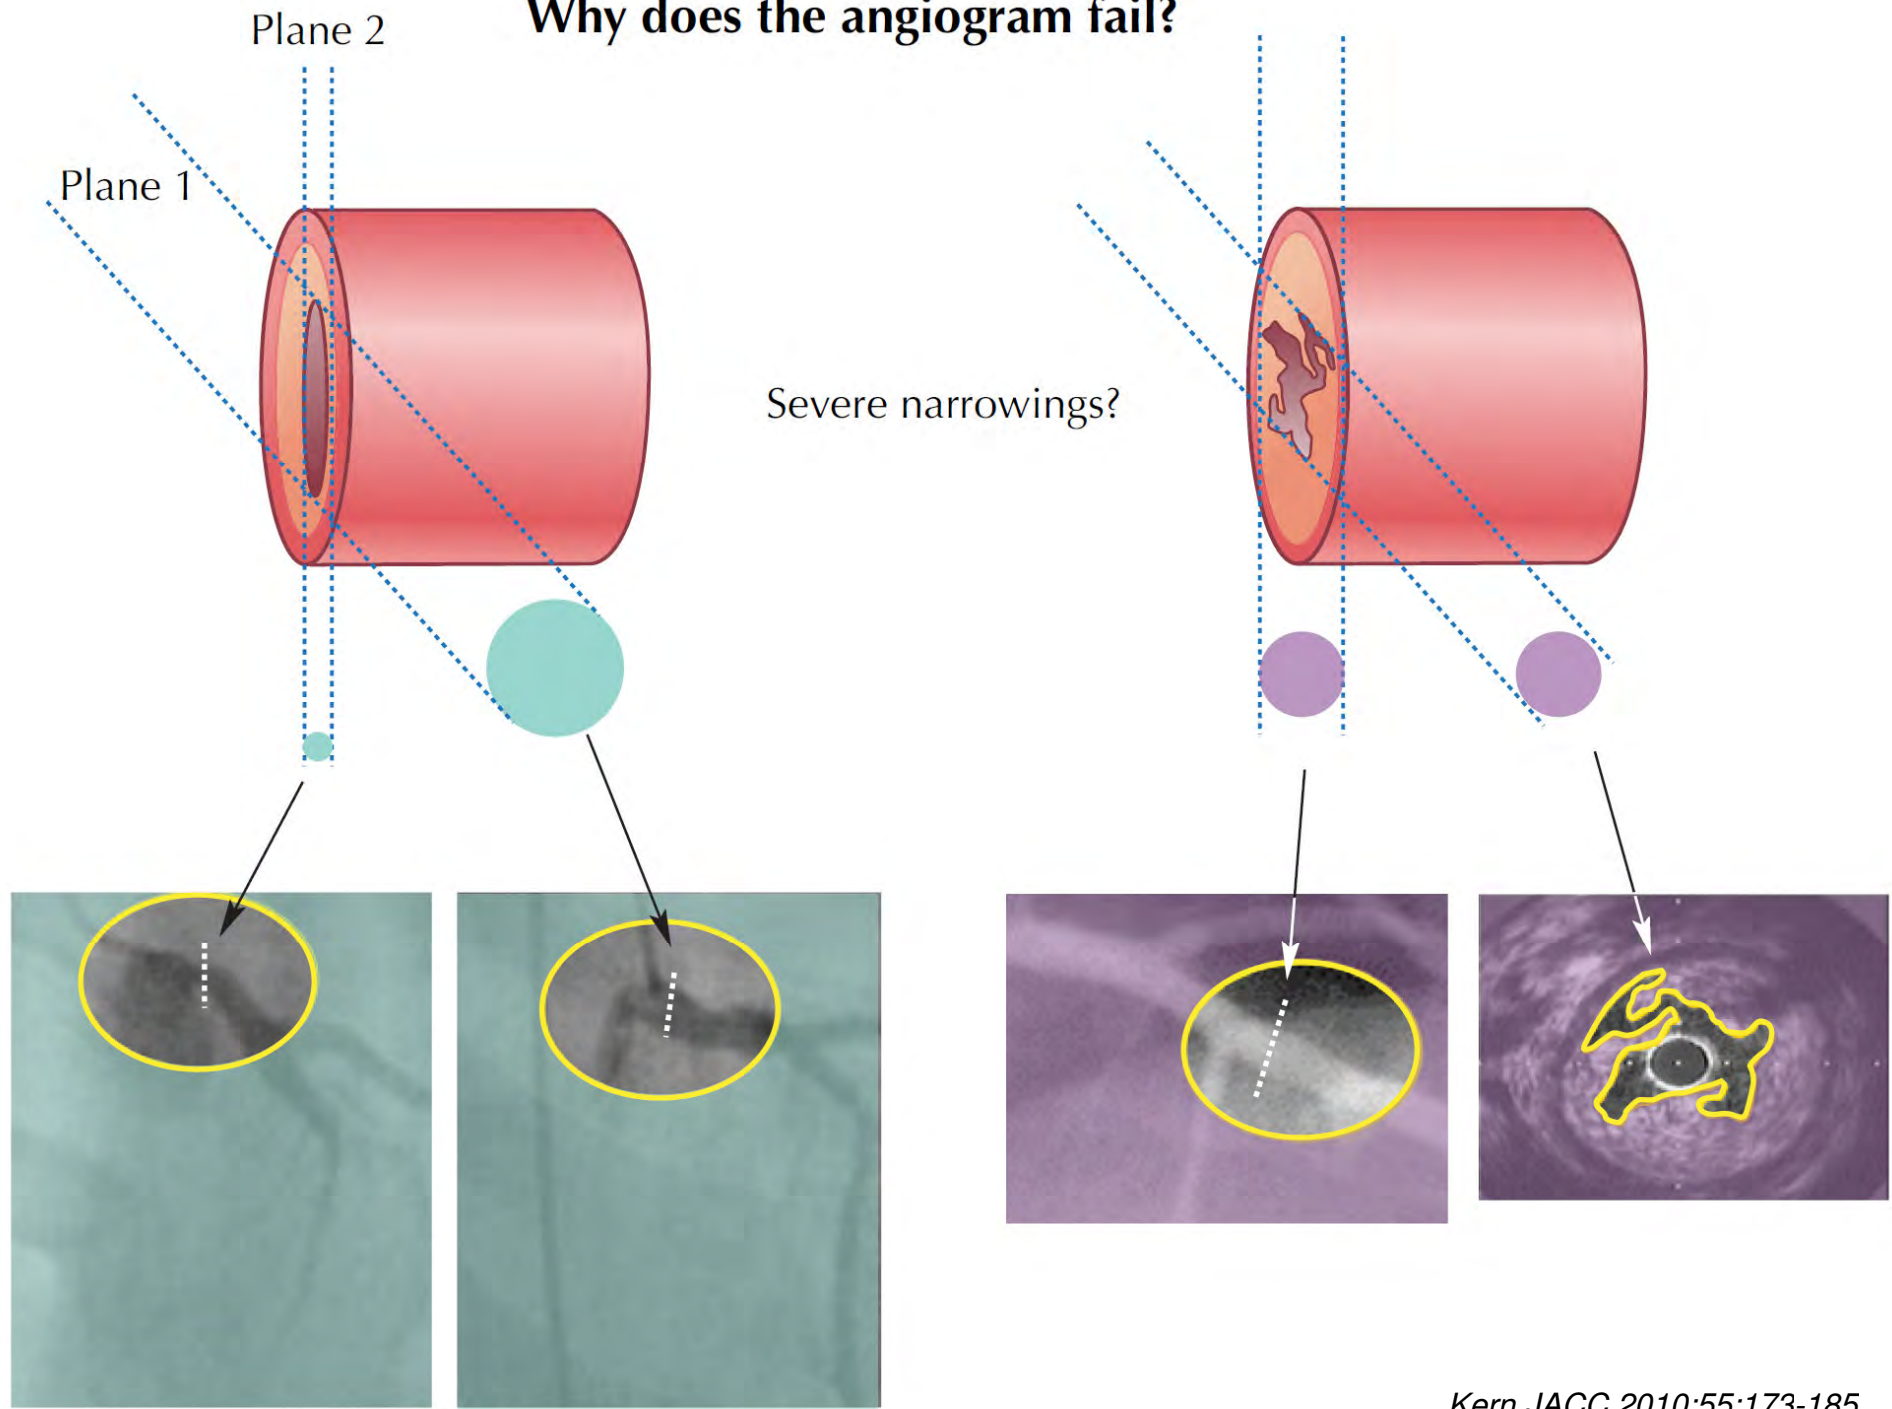 Why does the angiogram fail?
Plane 2
Plane 1
Severe narrowings?
Kern JACC 2010;55:173-185